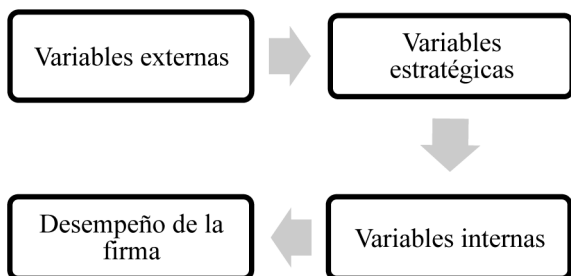 Variables externas
Variables
estratégicas
Desempeño de la
firma
Variables internas